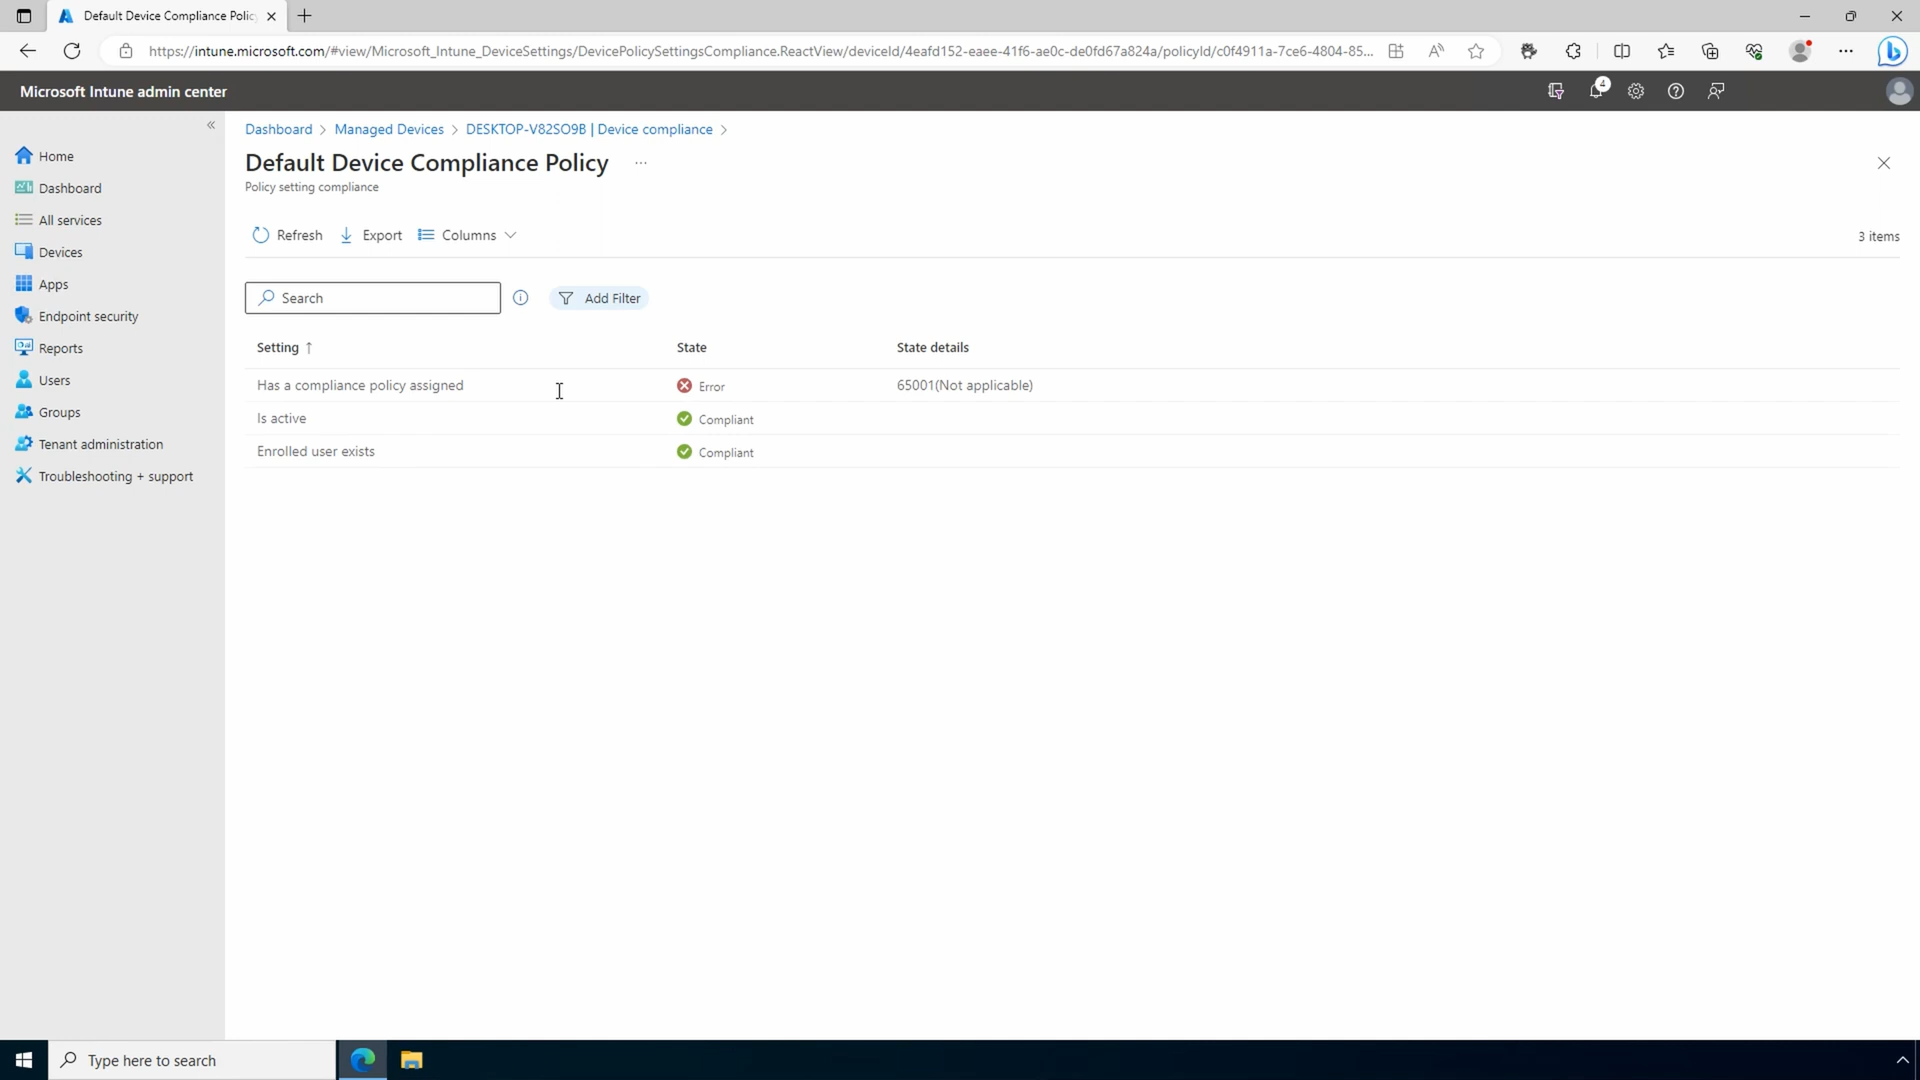 Default Device Compliance Polic
https://intune.microsoft.com/#view/Microsoft_Intune_DeviceSettings/DevicePolicySettingsCompliance.ReactView/deviceId/4eafd152-eaee-41f6-ae0c-de0fd67a824a/policyId/c0f4911a-7ce6-4804-85...
Microsoft Intune admin center
4
Dashboard > Managed Devices > DESKTOP-V82SO9B | Device compliance >
Default Device Compliance Policy ...
Policy setting compliance
Home
Dashboard
All services
Devices
Apps
Endpoint security
Reports
Users
Groups
Tenant administration
Troubleshooting + support
Refresh Export Columns
3 items
Search
Add Filter
Setting ↑ State State details
Has a compliance policy assigned Error 65001(Not applicable)
Is active Compliant
Enrolled user exists Compliant
Type here to search